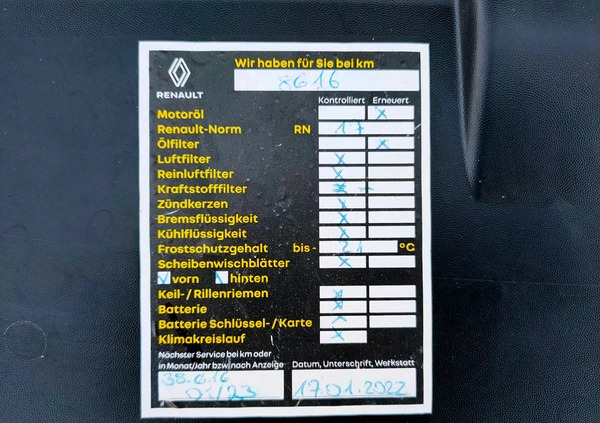 Wir haben für Sie bei km
RENAULT
8616
Kontrolliert Erneuert
Motoröl X
Renault-Norm RN 17
Ölfilter X
Luftfilter X
Reinluftfilter X
Kraftstofffilter X
Zündkerzen X
Bremsflüssigkeit X
Kühlflüssigkeit X
Frostschutzgehalt bis - 21 °C
Scheibenwischblätter X
vorn hinten
Keil-/Rillenriemen X
Batterie X
Batterie Schlüssel-/Karte X
Klimakreislauf X
Nächster Service bei km oder
in Monat/Jahr bzw. nach Anzeige Datum, Unterschrift, Werkstatt
38.616
01/23 17.01.2022